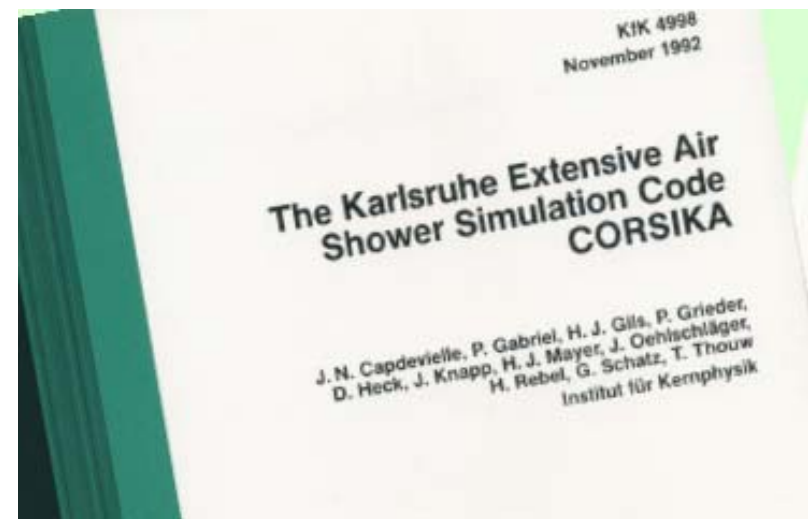 KfK 4998
November 1992
The Karlsruhe Extensive Air
Shower Simulation Code
CORSIKA
J. N. Capdevielle, P. Gabriel, H. J. Gils, P. Grieder,
D. Heck, J. Knapp, H. J. Mayer, J. Oehlschläger,
H. Rebel, G. Schatz, T. Thouw
Institut für Kernphysik